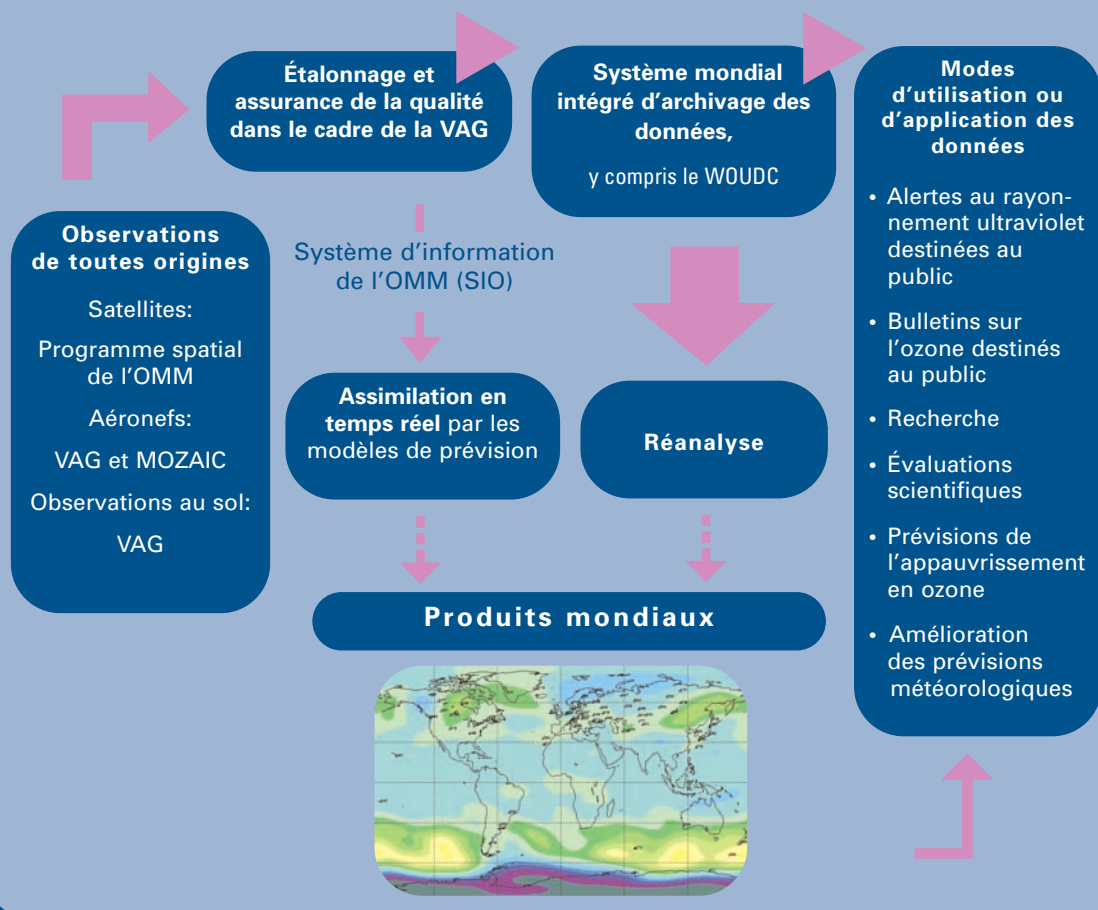 Étalonnage et
assurance de la qualité
dans le cadre de la VAG
Système mondial
intégré d'archivage des
données,
y compris le WOUDC
Modes
d'utilisation ou
d'application des
données
• Alertes au rayon-
nement ultraviolet
destinées au
public
• Bulletins sur
l'ozone destinés
au public
• Recherche
• Évaluations
scientifiques
• Prévisions de
l'appauvrissement
en ozone
• Amélioration
des prévisions
météorologiques
Observations
de toutes origines
Satellites:
Programme spatial
de l'OMM
Aéronefs:
VAG et MOZAIC
Observations au sol:
VAG
Système d'information
de l'OMM (SIO)
Assimilation en
temps réel par les
modèles de prévision
Réanalyse
Produits mondiaux